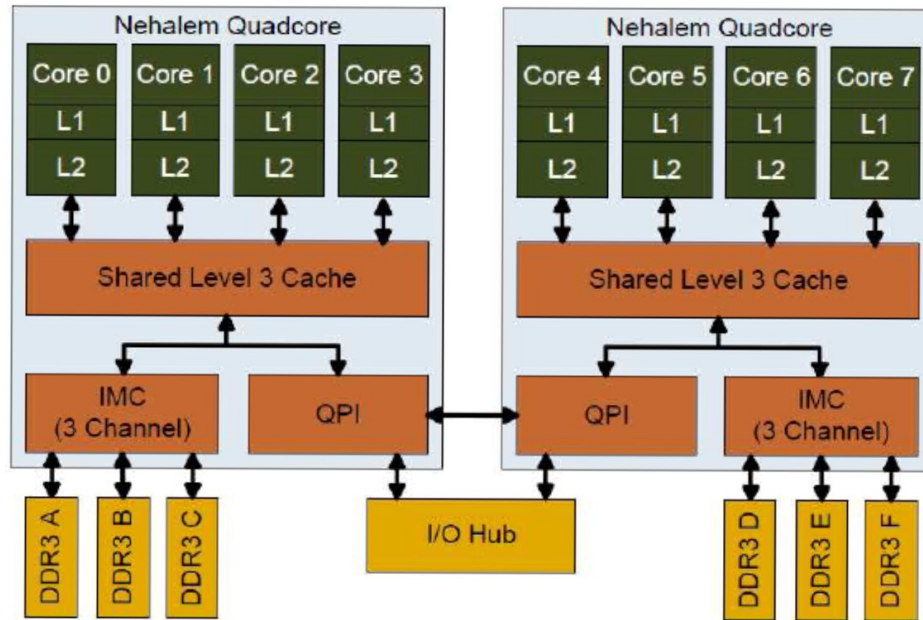 Nehalem Quadcore
Core 0
Core 1
Core 2
Core 3
L1
L1
L1
L1
L2
L2
L2
L2
Shared Level 3 Cache
IMC
(3 Channel)
QPI
DDR3 A
DDR3 B
DDR3 C
I/O Hub
Nehalem Quadcore
Core 4
Core 5
Core 6
Core 7
L1
L1
L1
L1
L2
L2
L2
L2
Shared Level 3 Cache
QPI
IMC
(3 Channel)
DDR3 D
DDR3 E
DDR3 F